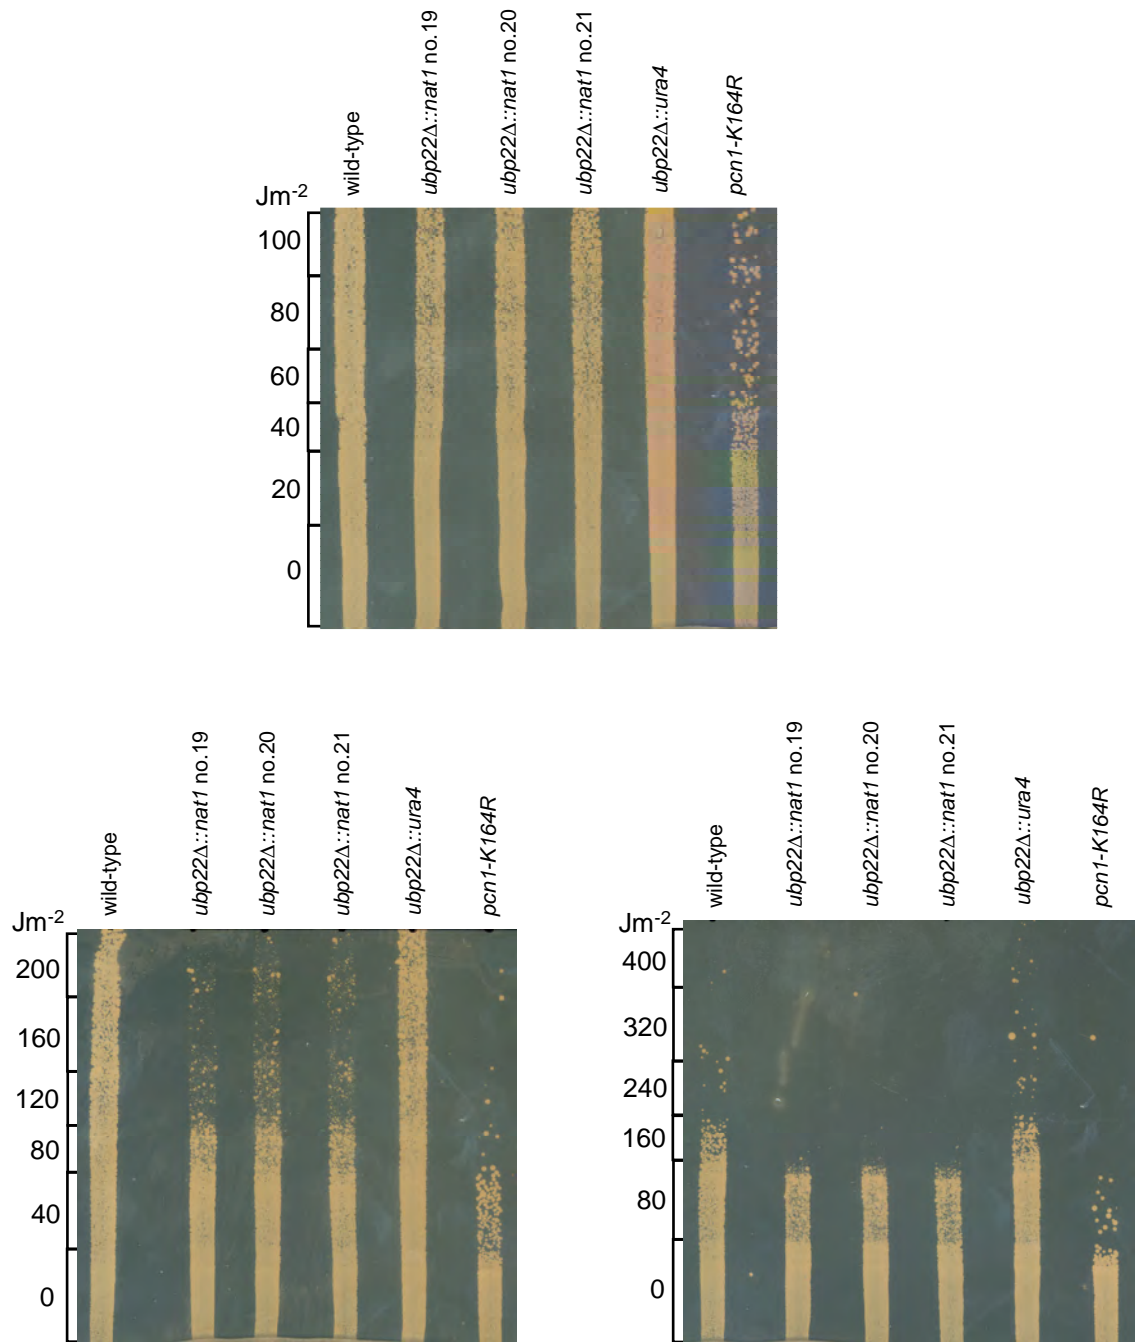 wild-type
ubp22Δ::nat1 no.19
ubp22Δ::nat1 no.20
ubp22Δ::nat1 no.21
ubp22Δ::ura4
pcn1-K164R
Jm-2
100
80
60
40
20
0
wild-type
ubp22Δ::nat1 no.19
ubp22Δ::nat1 no.20
ubp22Δ::nat1 no.21
ubp22Δ::ura4
pcn1-K164R
Jm-2
200
160
120
80
40
0
wild-type
ubp22Δ::nat1 no.19
ubp22Δ::nat1 no.20
ubp22Δ::nat1 no.21
ubp22Δ::ura4
pcn1-K164R
Jm-2
400
320
240
160
80
0